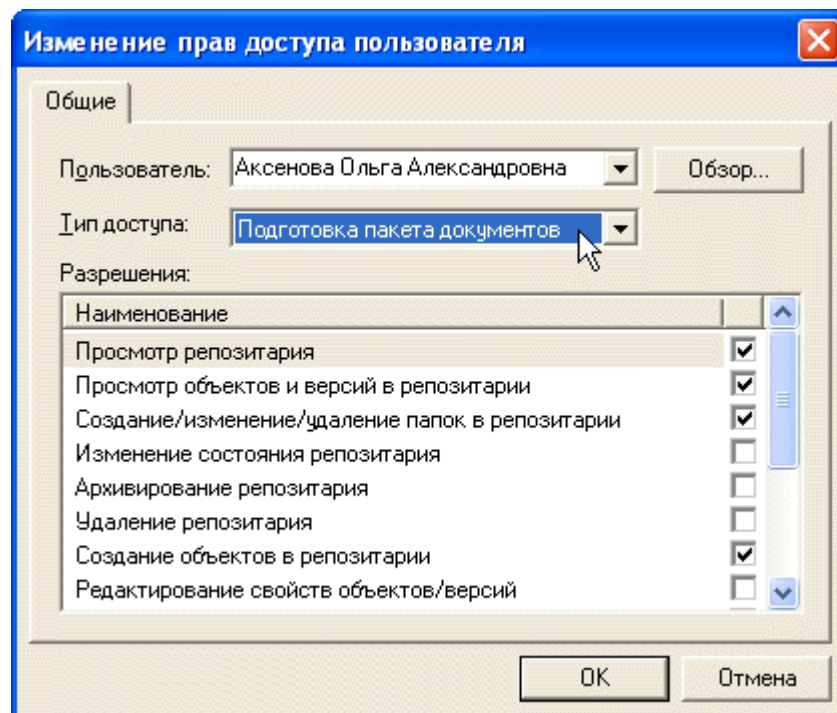 Изменение прав доступа пользователя
Общие
Пользователь: Аксенова Ольга Александровна Обзор...
Тип доступа: Подготовка пакета документов
Разрешения:
Наименование
Просмотр репозитария
Просмотр объектов и версий в репозитарии
Создание/изменение/удаление папок в репозитарии
Изменение состояния репозитария
Архивирование репозитария
Удаление репозитария
Создание объектов в репозитарии
Редактирование свойств объектов/версий
OK Отмена